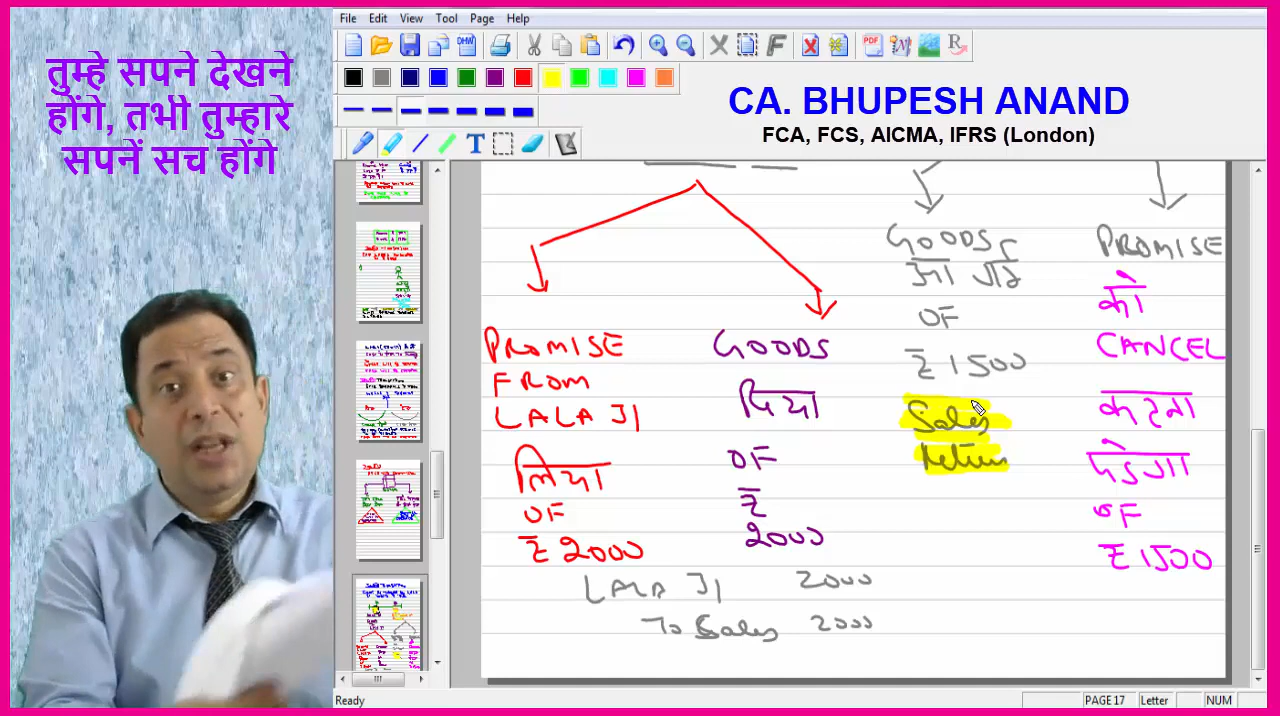 तुम्हे सपने देखने
होंगे, तभी तुम्हारे
सपनें सच होंगे
File Edit View Tool Page Help
CA. BHUPESH ANAND
FCA, FCS, AICMA, IFRS (London)
PROMISE
FROM
LALA JI
लिया
OF
₹ 2000
GOODS
दिया
OF
₹
2000
GOODS
आ गए
OF
₹ 1500
Sales
return
PROMISE
को
CANCEL
करना
पड़ेगा
OF
₹ 1500
LALA JI 2000
To Sales 2000
Ready
PAGE 17 Letter NUM